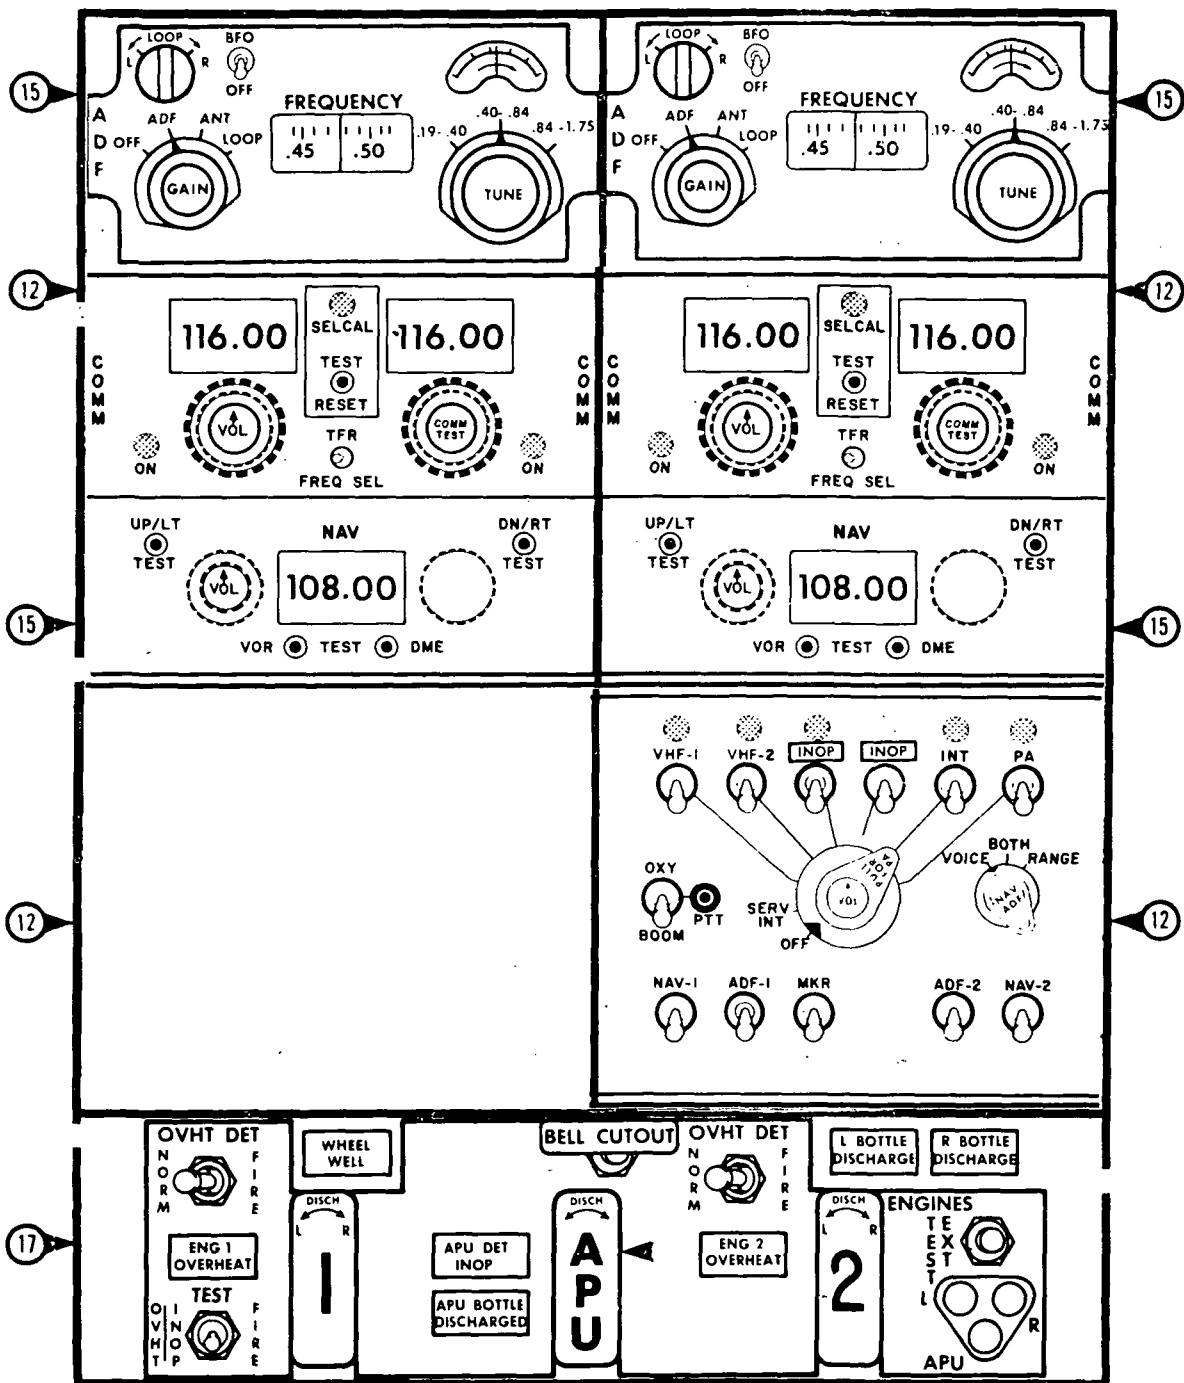 LOOP
L R
BFO
OFF
15
A D F
OFF ADF ANT LOOP
GAIN
FREQUENCY
.45 .50
.19-.40 .40-.84 .84-1.75
TUNE
LOOP
L R
BFO
OFF
15
ADF ANT LOOP
GAIN
FREQUENCY
.45 .50
.19-.40 .40-.84 .84-1.75
TUNE
12
COMM
116.00
SELCAL
TEST
RESET
116.00
COMM
VOL
TFR
FREQ SEL
COMM TEST
ON
ON
12
COMM
116.00
SELCAL
TEST
RESET
116.00
COMM
VOL
TFR
FREQ SEL
COMM TEST
ON
ON
15
UP/LT
TEST
NAV
108.00
VOL
DN/RT
TEST
VOR TEST DME
15
UP/LT
TEST
NAV
108.00
VOL
DN/RT
TEST
VOR TEST DME
VHF-1 VHF-2 INOP INOP INT PA
12
OXY
BOOM
PTT
SERV INT
OFF
PULL FOR PA
VOL
VOICE BOTH RANGE
NAV ADF
12
NAV-1 ADF-1 MKR ADF-2 NAV-2
17
OVHT DET
NORM FIRE
ENG 1
OVERHEAT
TEST
OVHT INOP FIRE
WHEEL
WELL
DISCH
L R
1
BELL CUTOUT
APU DET
INOP
APU BOTTLE
DISCHARGED
DISCH
APU
OVHT DET
NORM FIRE
ENG 2
OVERHEAT
L BOTTLE
DISCHARGE
R BOTTLE
DISCHARGE
DISCH
L R
2
ENGINES
TEST EXT
L R
APU